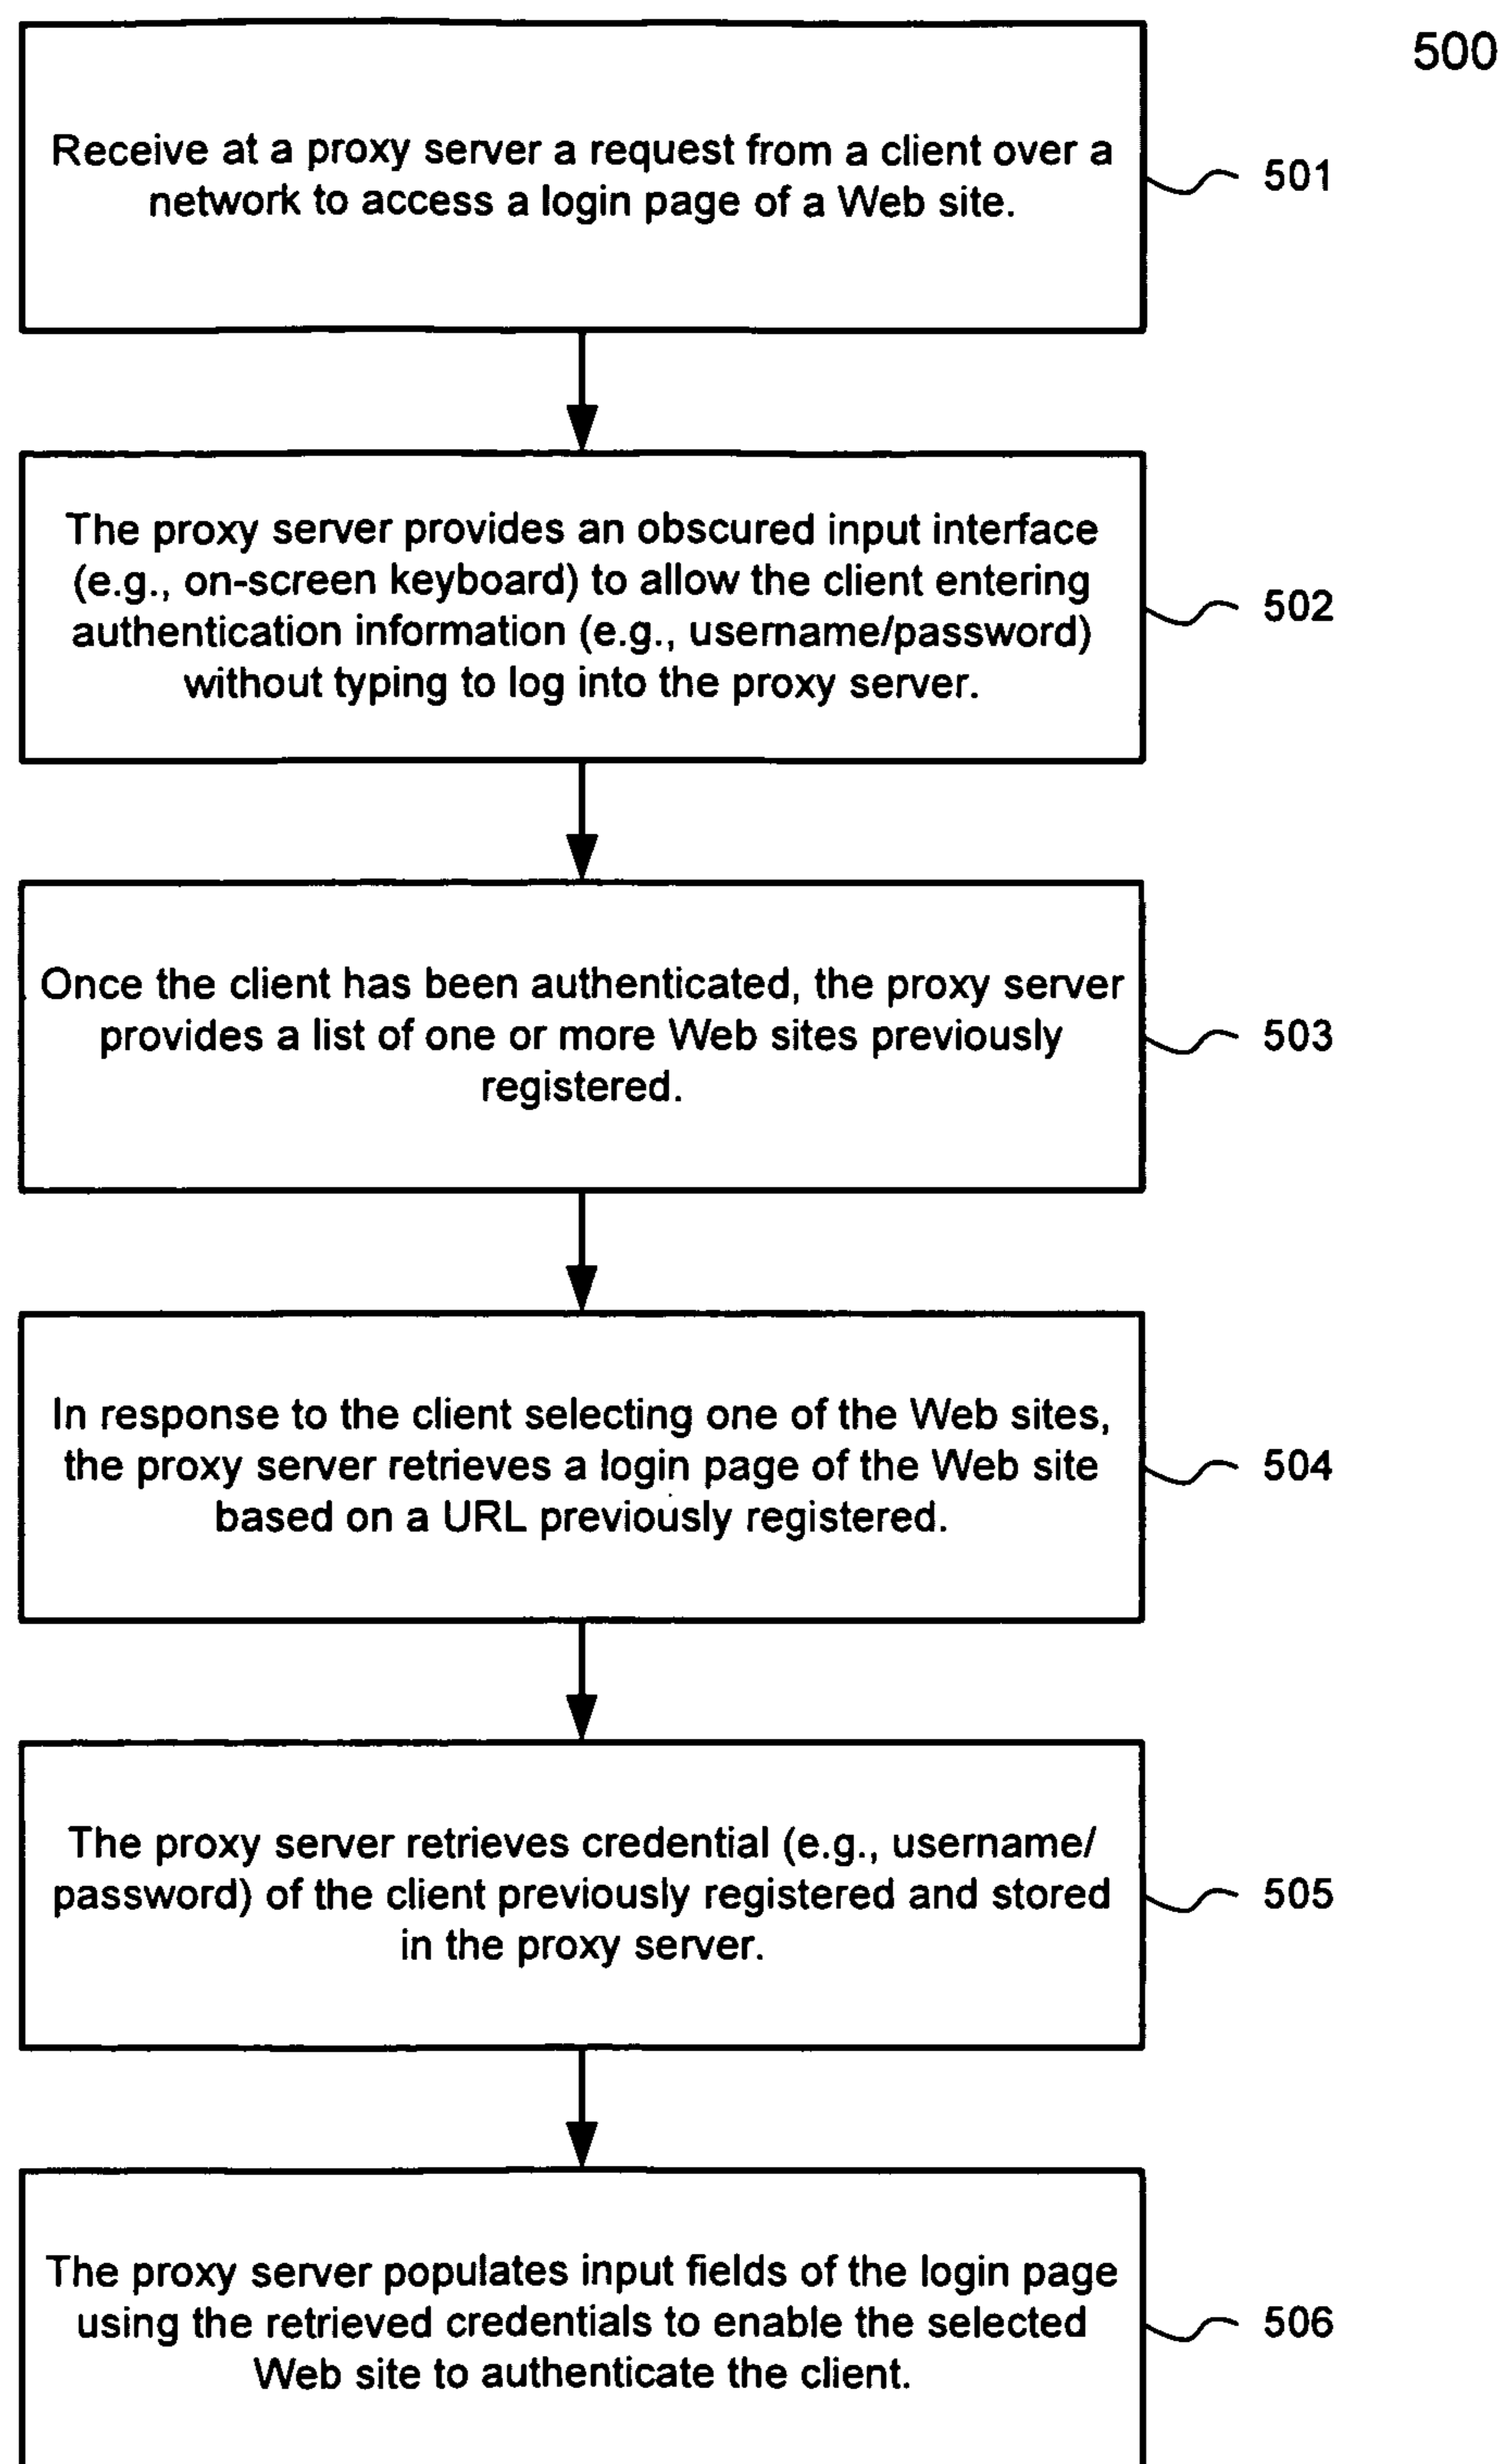 500
Receive at a proxy server a request from a client over a
network to access a login page of a Web site.
501
The proxy server provides an obscured input interface
(e.g., on-screen keyboard) to allow the client entering
authentication information (e.g., username/password)
without typing to log into the proxy server.
502
Once the client has been authenticated, the proxy server
provides a list of one or more Web sites previously
registered.
503
In response to the client selecting one of the Web sites,
the proxy server retrieves a login page of the Web site
based on a URL previously registered.
504
The proxy server retrieves credential (e.g., username/
password) of the client previously registered and stored
in the proxy server.
505
The proxy server populates input fields of the login page
using the retrieved credentials to enable the selected
Web site to authenticate the client.
506